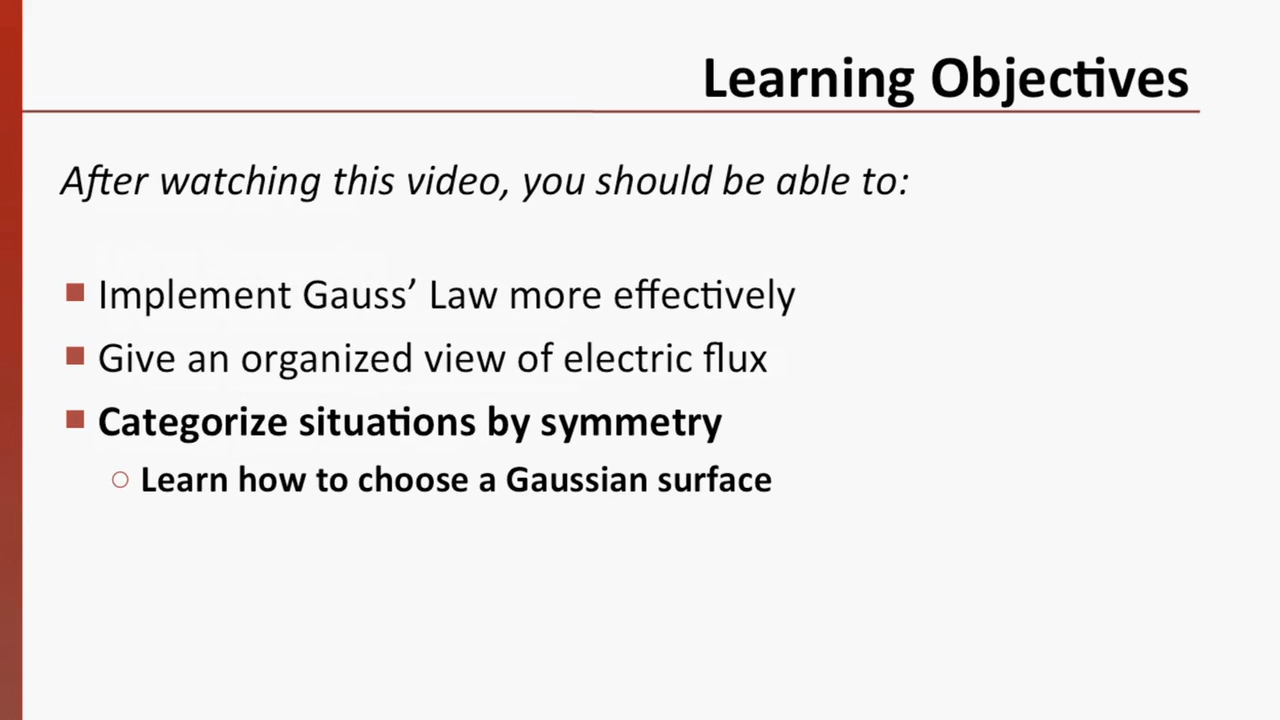 Learning Objectives
After watching this video, you should be able to:
Implement Gauss’ Law more effectively
Give an organized view of electric flux
Categorize situations by symmetry
Learn how to choose a Gaussian surface